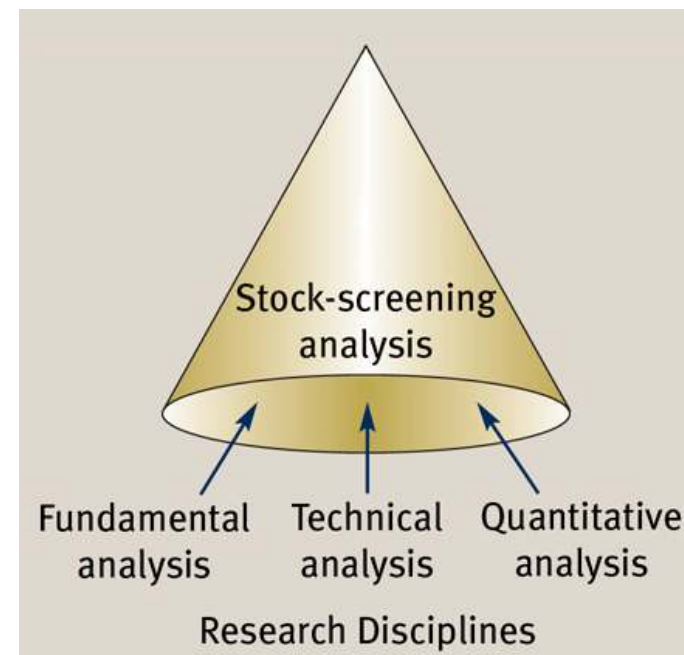 Stock-screening
analysis
Fundamental
analysis
Technical
analysis
Quantitative
analysis
Research Disciplines